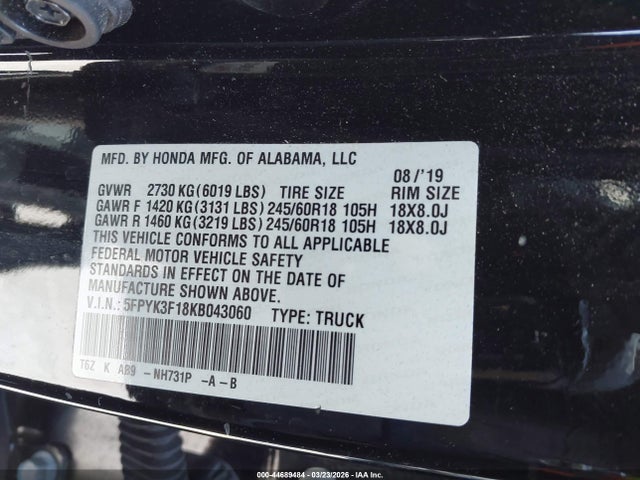 MFD. BY HONDA MFG. OF ALABAMA, LLC
08/'19
GVWR 2730 KG(6019 LBS) TIRE SIZE RIM SIZE
GAWR F 1420 KG(3131 LBS)245/60R18 105H 18X8.0J
GAWR R 1460 KG(3219 LBS)245/60R18 105H 18X8.0J
THIS VEHICLE CONFORMS TO ALL APPLICABLE
FEDERAL MOTOR VEHICLE SAFETY
STANDARDS IN EFFECT ON THE DATE OF
MANUFACTURE SHOWN ABOVE.
V.I.N.: 5FPYK3F18KB043060 TYPE: TRUCK
T6Z K AB9 -NH731P -A-B
000-44689484 | 03/23/2026 | IAA Inc.